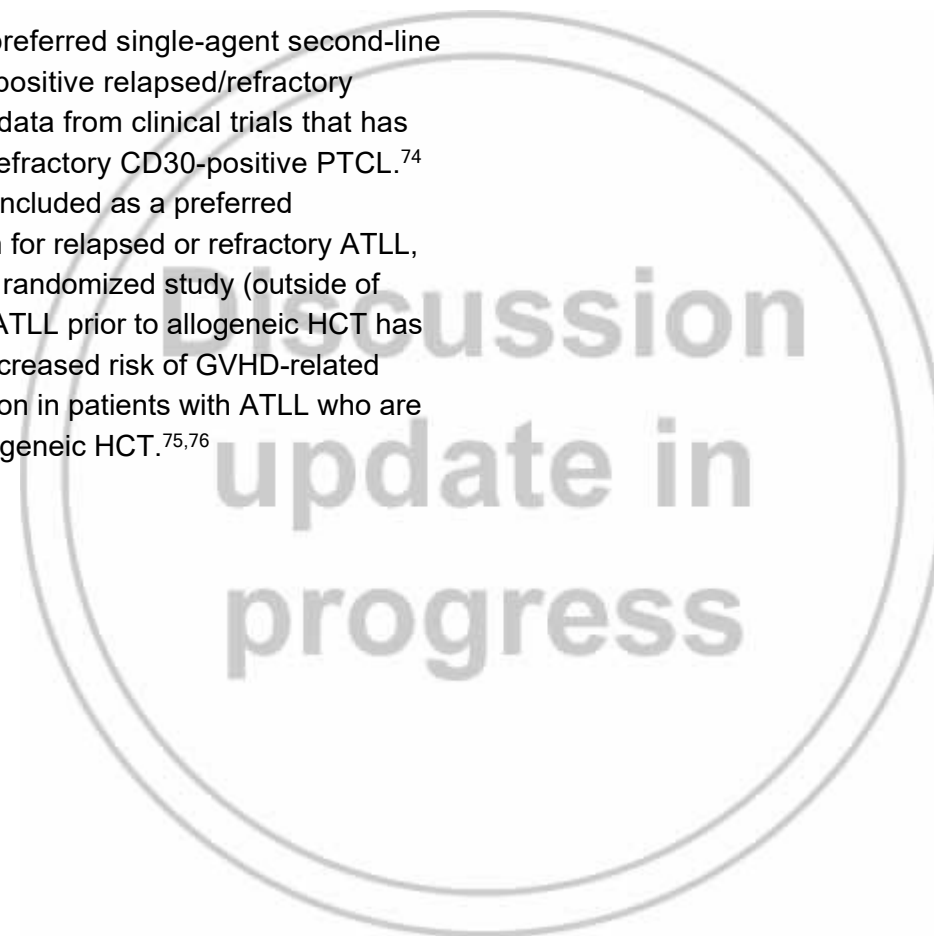 preferred single-agent second-line
positive relapsed/refractory
data from clinical trials that has
efractory CD30-positive PTCL.74
ncluded as a preferred
for relapsed or refractory ATLL,
randomized study (outside of
ATLL prior to allogeneic HCT has
creased risk of GVHD-related
on in patients with ATLL who are
geneic HCT.75,76
Discussion
update in
progress